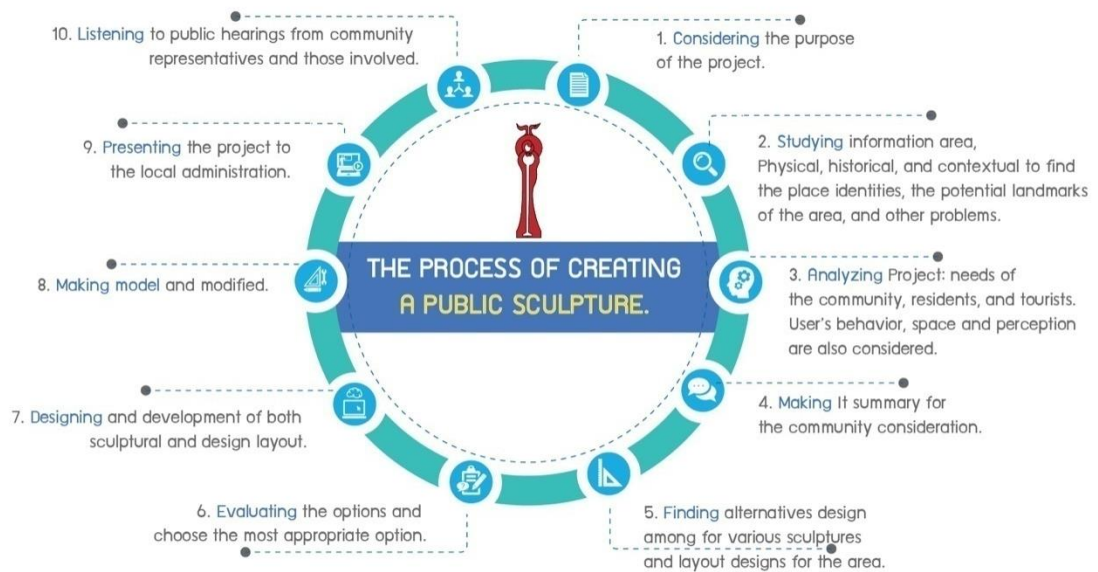 THE PROCESS OF CREATING
A PUBLIC SCULPTURE.
1. Considering the purpose
of the project.
2. Studying information area,
Physical, historical, and contextual to find
the place identities, the potential landmarks
of the area, and other problems.
3. Analyzing Project: needs of
the community, residents, and tourists.
User's behavior, space and perception
are also considered.
4. Making It summary for
the community consideration.
5. Finding alternatives design
among for various sculptures
and layout designs for the area.
6. Evaluating the options and
choose the most appropriate option.
7. Designing and development of both
sculptural and design layout.
8. Making model and modified.
9. Presenting the project to
the local administration.
10. Listening to public hearings from community
representatives and those involved.